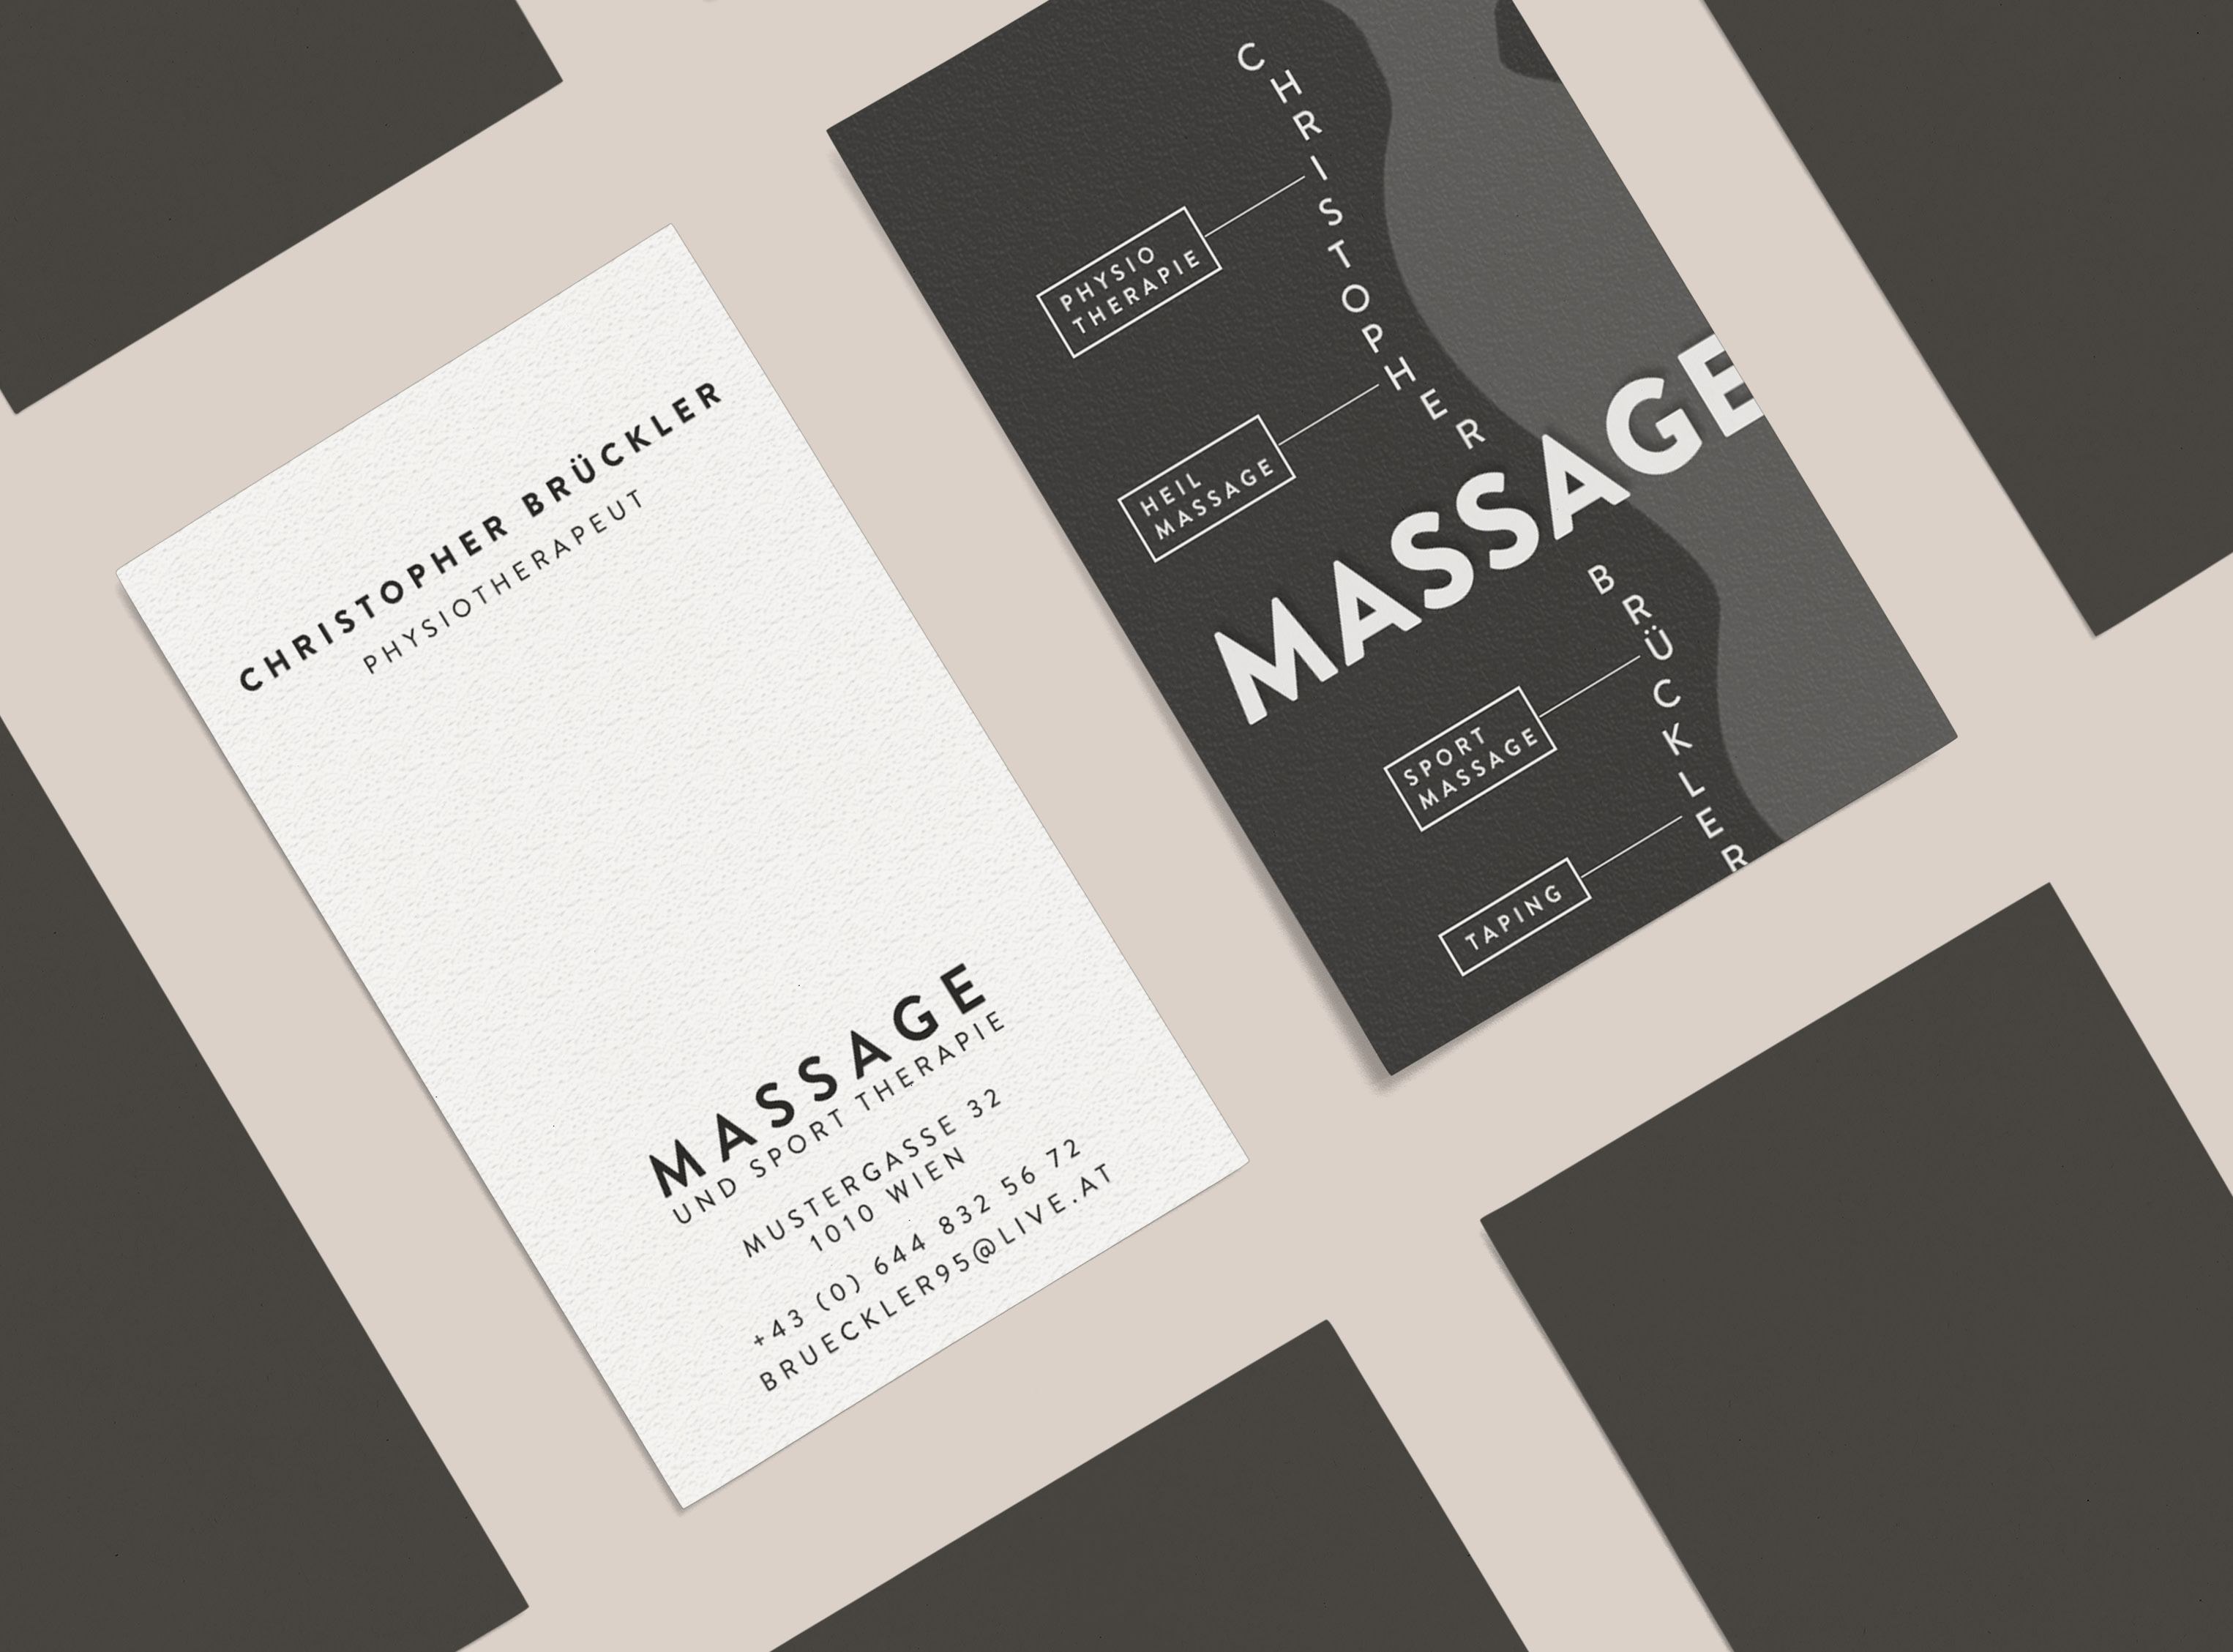 CHRISTOPHER BRÜCKLER
PHYSIOTHERAPEUT
MASSAGE
UND SPORT THERAPIE
MUSTERGASSE 32
1010 WIEN
+43 (0) 644 832 56 72
BRUECKLER95@LIVE.AT
CHRISTOPHER
PHYSIO
THERAPIE
HEIL
MASSAGE
MASSAGE
BRÜCKLER
SPORT
MASSAGE
TAPING